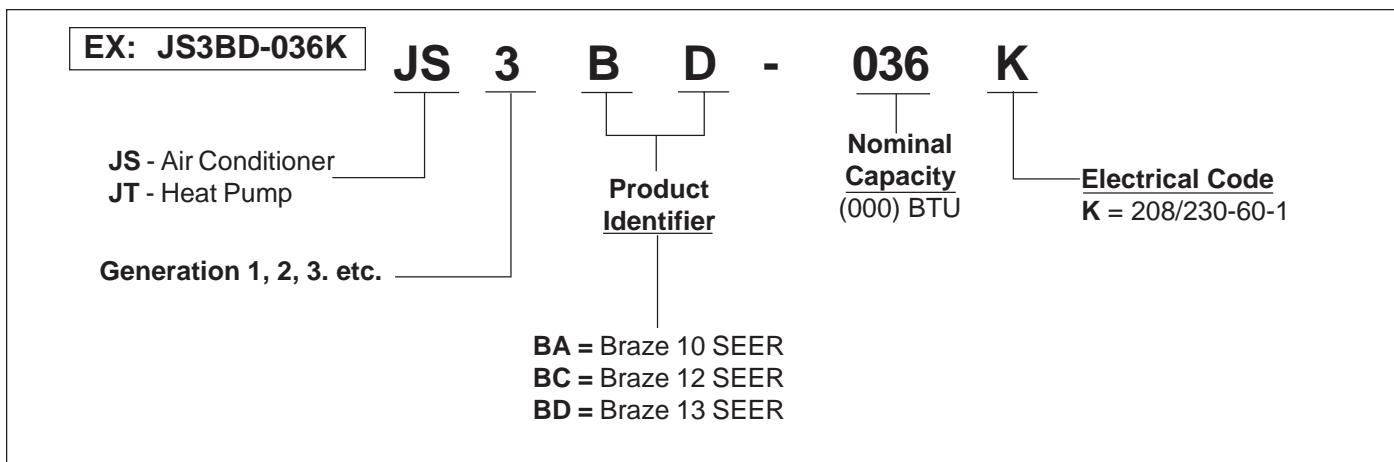 EX: JS3BD-036K
JS 3 B D - 036 K
JS - Air Conditioner
JT - Heat Pump
Generation 1, 2, 3. etc.
Product
Identifier
BA = Braze 10 SEER
BC = Braze 12 SEER
BD = Braze 13 SEER
Nominal
Capacity
(000) BTU
Electrical Code
K = 208/230-60-1